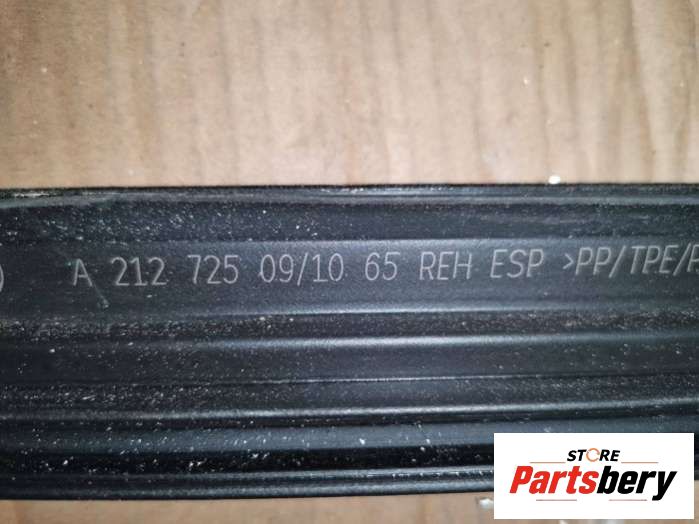 A 212 725 09/10 65 REH ESP >PP/TPE/
STORE
Partsbery